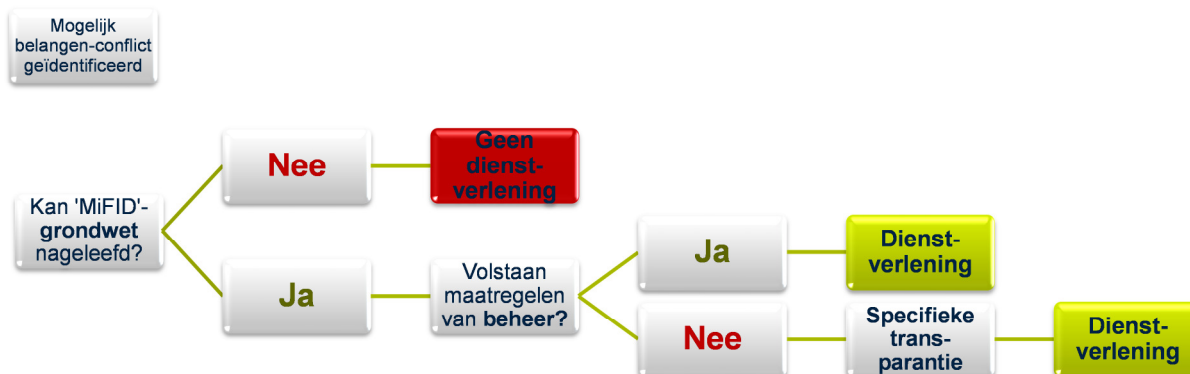 Mogelijk
belangen-conflict
geïdentificeerd
Kan 'MiFID'-
grondwet
nageleefd?
Nee
Geen
dienst-
verlening
Ja
Volstaan
maatregelen
van beheer?
Ja
Dienst-
verlening
Nee
Specifieke
trans-
parantie
Dienst-
verlening